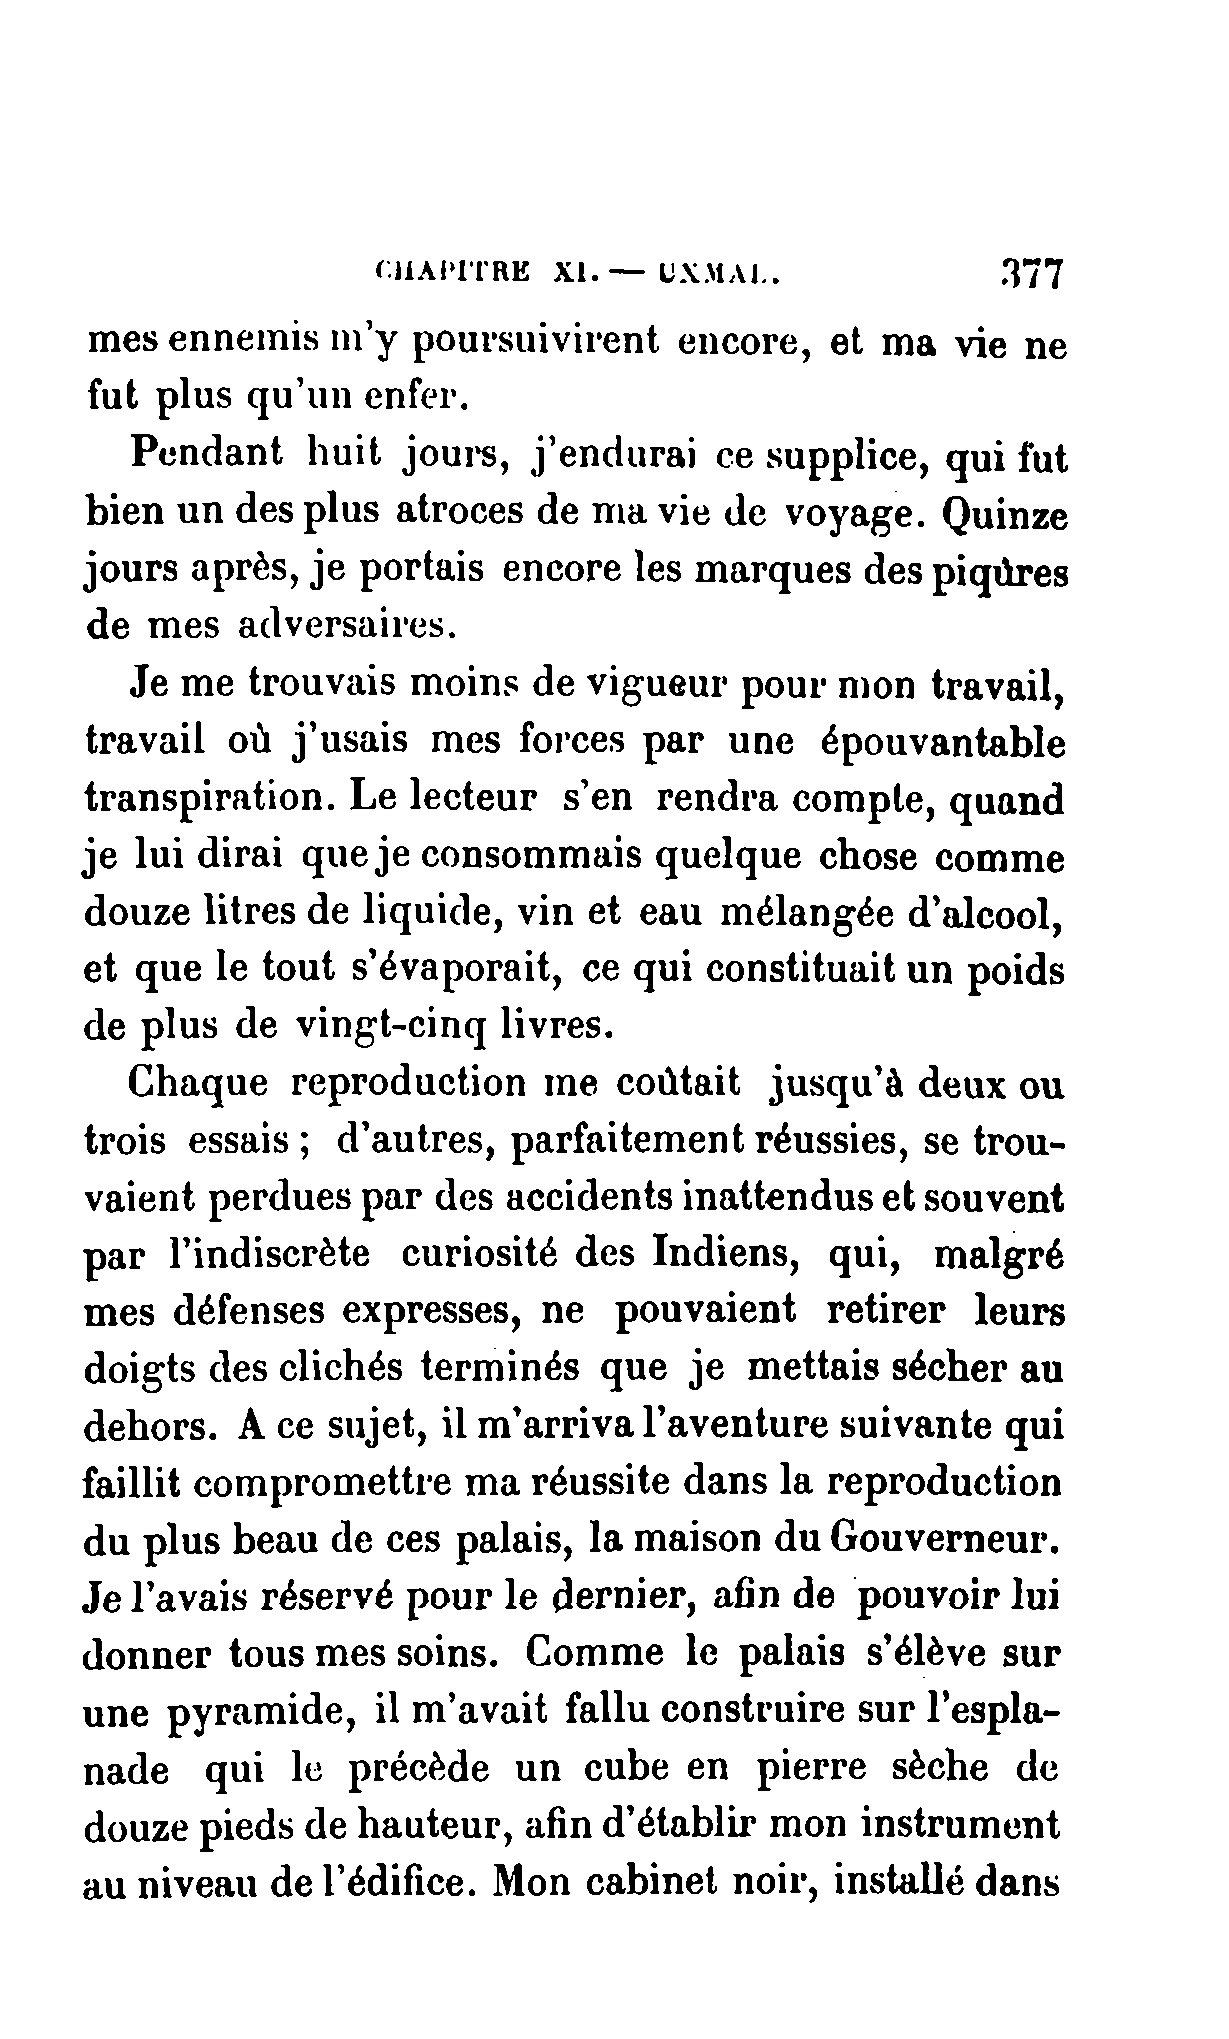 CHAPITRE XI. — UXMAL. 377
mes ennemis m'y poursuivirent encore, et ma vie ne
fut plus qu'un enfer.
Pendant huit jours, j'endurai ce supplice, qui fut
bien un des plus atroces de ma vie de voyage. Quinze
jours après, je portais encore les marques des piqûres
de mes adversaires.
Je me trouvais moins de vigueur pour mon travail,
travail où j'usais mes forces par une épouvantable
transpiration. Le lecteur s'en rendra compte, quand
je lui dirai que je consommais quelque chose comme
douze litres de liquide, vin et eau mélangée d'alcool,
et que le tout s'évaporait, ce qui constituait un poids
de plus de vingt-cinq livres.
Chaque reproduction me coûtait jusqu'à deux ou
trois essais ; d'autres, parfaitement réussies, se trou-
vaient perdues par des accidents inattendus et souvent
par l'indiscrète curiosité des Indiens, qui, malgré
mes défenses expresses, ne pouvaient retirer leurs
doigts des clichés terminés que je mettais sécher au
dehors. A ce sujet, il m'arriva l'aventure suivante qui
faillit compromettre ma réussite dans la reproduction
du plus beau de ces palais, la maison du Gouverneur.
Je l'avais réservé pour le dernier, afin de pouvoir lui
donner tous mes soins. Comme le palais s'élève sur
une pyramide, il m'avait fallu construire sur l'espla-
nade qui le précède un cube en pierre sèche de
douze pieds de hauteur, afin d'établir mon instrument
au niveau de l'édifice. Mon cabinet noir, installé dans